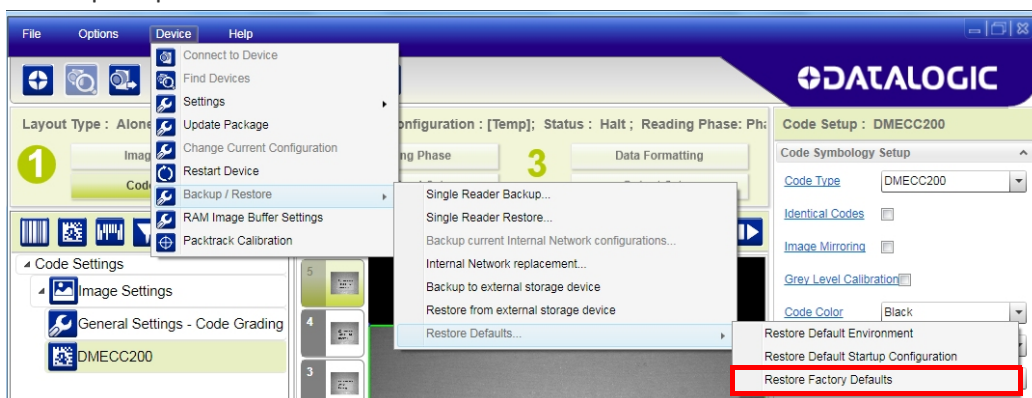 File Options Device Help
DATALOGIC
Connect to Device
Find Devices
Settings
Update Package
Change Current Configuration
Restart Device
Backup / Restore
RAM Image Buffer Settings
Packtrack Calibration
Layout Type : Alone
onfiguration : [Temp]; Status : Halt ; Reading Phase: Pha
Code Setup : DMECC200
1
Imag
ng Phase
3
Data Formatting
Code Symbology Setup
Cod
Code Type DMECC200
Identical Codes
Image Mirroring
Grey Level Calibration
Code Color Black
Single Reader Backup...
Single Reader Restore...
Backup current Internal Network configurations...
Internal Network replacement...
Backup to external storage device
Restore from external storage device
Restore Defaults...
Restore Default Environment
Restore Default Startup Configuration
Restore Factory Defaults
Code Settings
Image Settings
General Settings - Code Grading
DMECC200
5
4
3